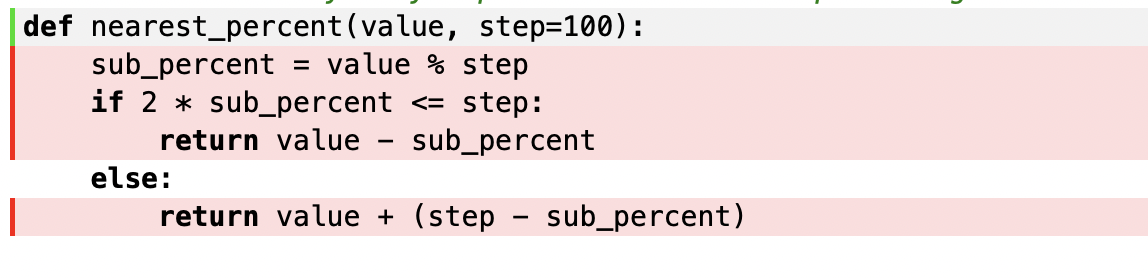 def nearest_percent(value, step=100):
    sub_percent = value % step
    if 2 * sub_percent <= step:
        return value - sub_percent
    else:
        return value + (step - sub_percent)